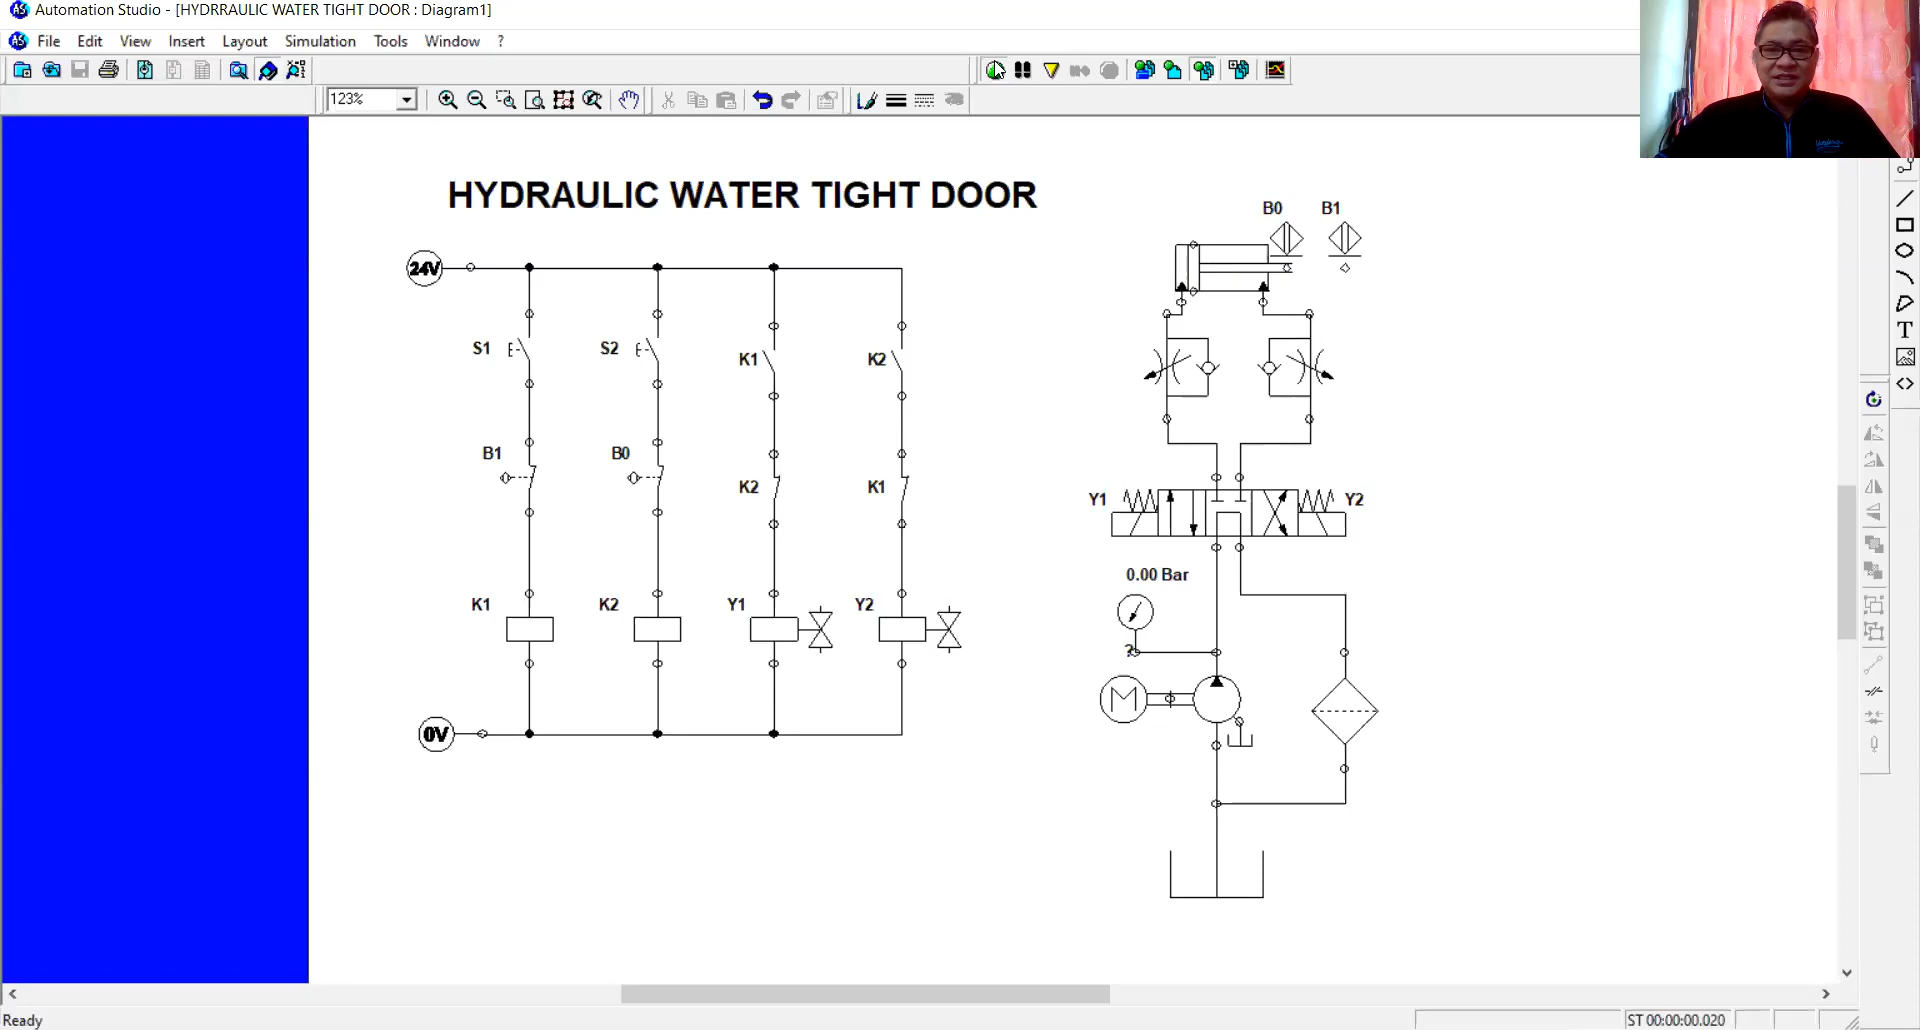 Automation Studio - [HYDRRAULIC WATER TIGHT DOOR : Diagram1]
File Edit View Insert Layout Simulation Tools Window ?
123%
HYDRAULIC WATER TIGHT DOOR
B0 B1
24V
S1 S2 K1 K2
B1 B0 K2 K1
Y1 Y2
0.00 Bar
K1 K2 Y1 Y2
?
M
0V
T
Ready
ST 00:00:00.020